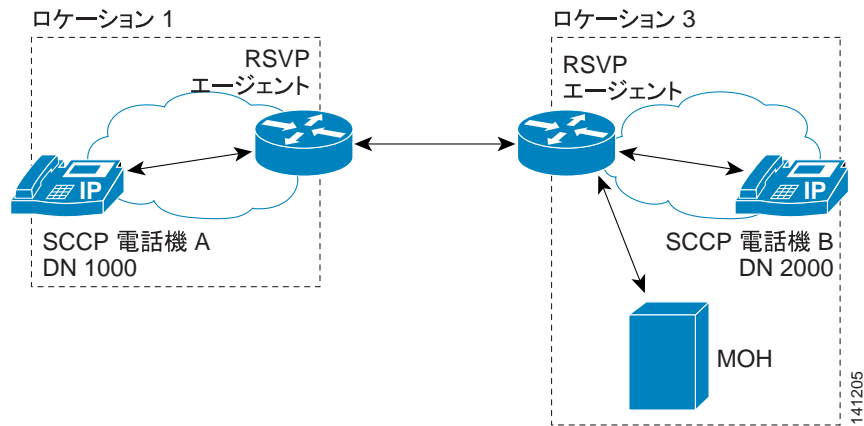 ロケーション 1
ロケーション 3
RSVP
エージェント
RSVP
エージェント
IP
IP
SCCP 電話機 A
DN 1000
SCCP 電話機 B
DN 2000
MOH
141205